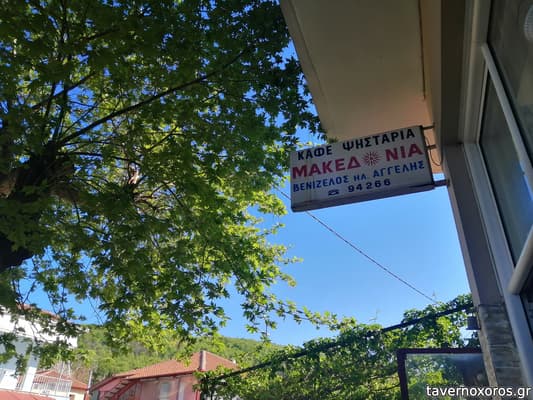 ΚΑΦΕ ΨΗΣΤΑΡΙΑ
ΜΑΚΕΔΟΝΙΑ
ΒΕΝΙΖΕΛΟΣ ΗΛ. ΑΓΓΕΛΗΣ
☎ 94266
tavernoxoros.gr